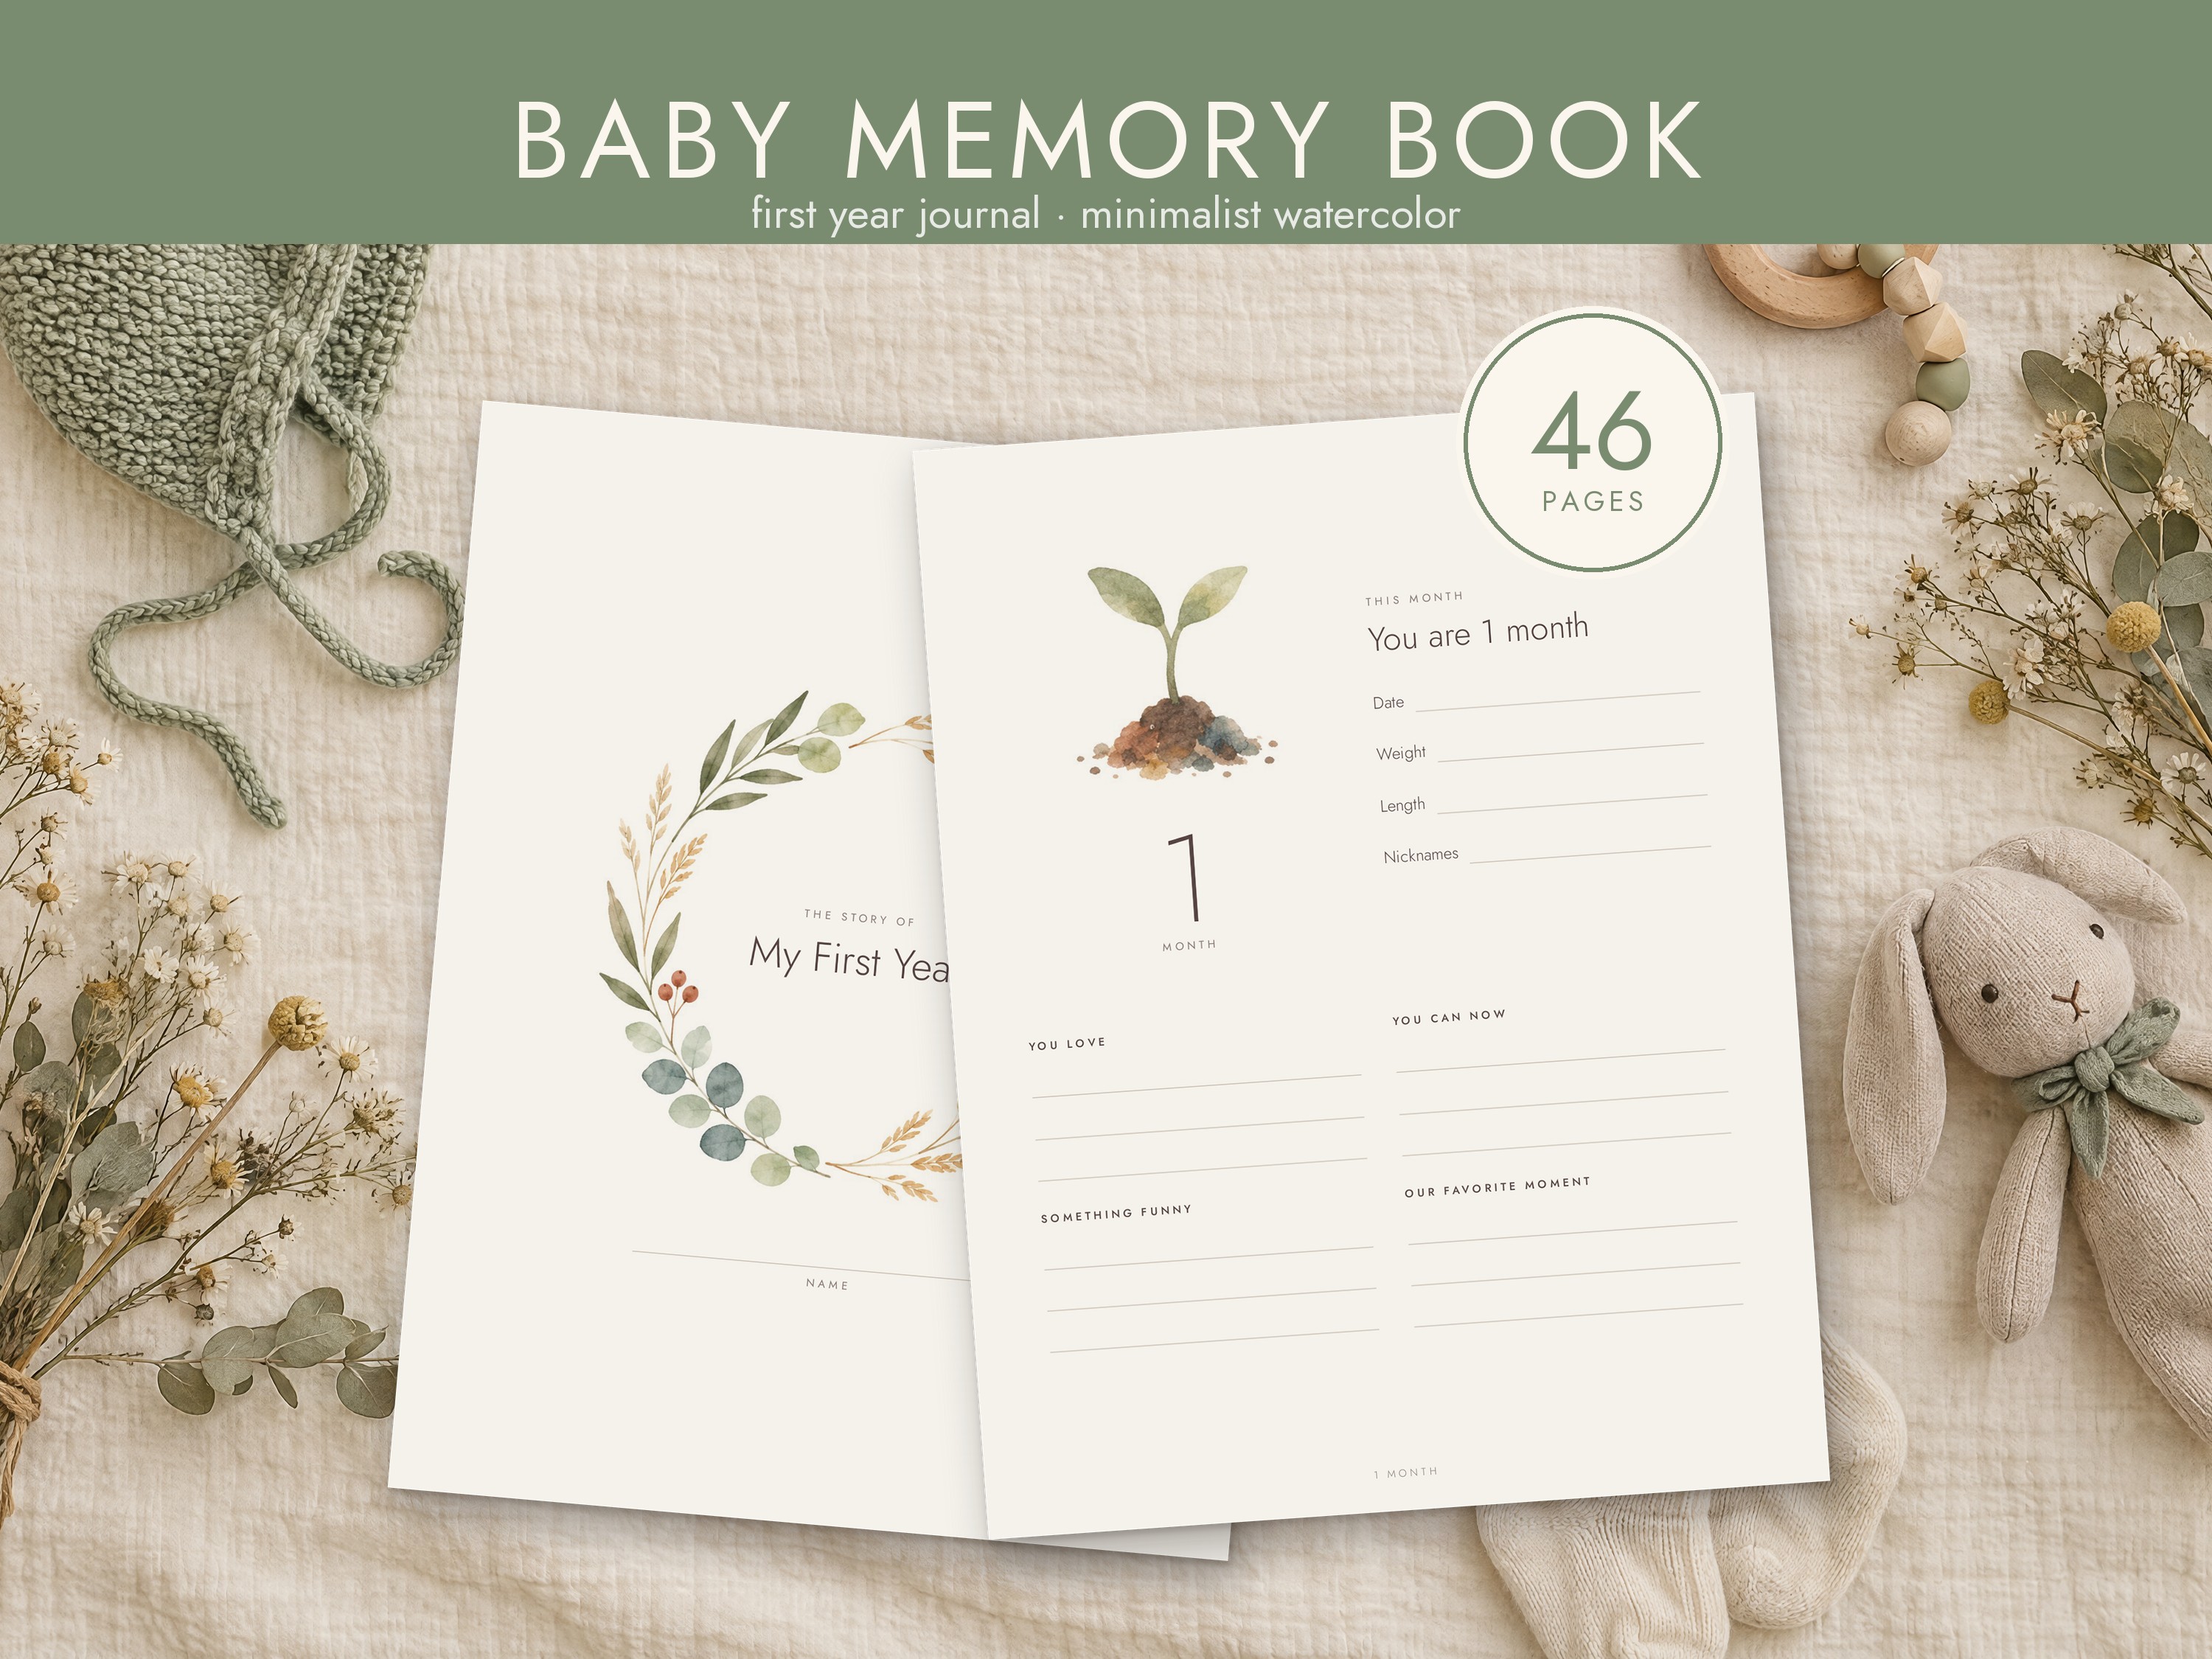 BABY MEMORY BOOK
first year journal · minimalist watercolor
46
PAGES
THE STORY OF
My First Yea
NAME
1
MONTH
THIS MONTH
You are 1 month
Date
Weight
Length
Nicknames
YOU LOVE
YOU CAN NOW
SOMETHING FUNNY
OUR FAVORITE MOMENT
1 MONTH